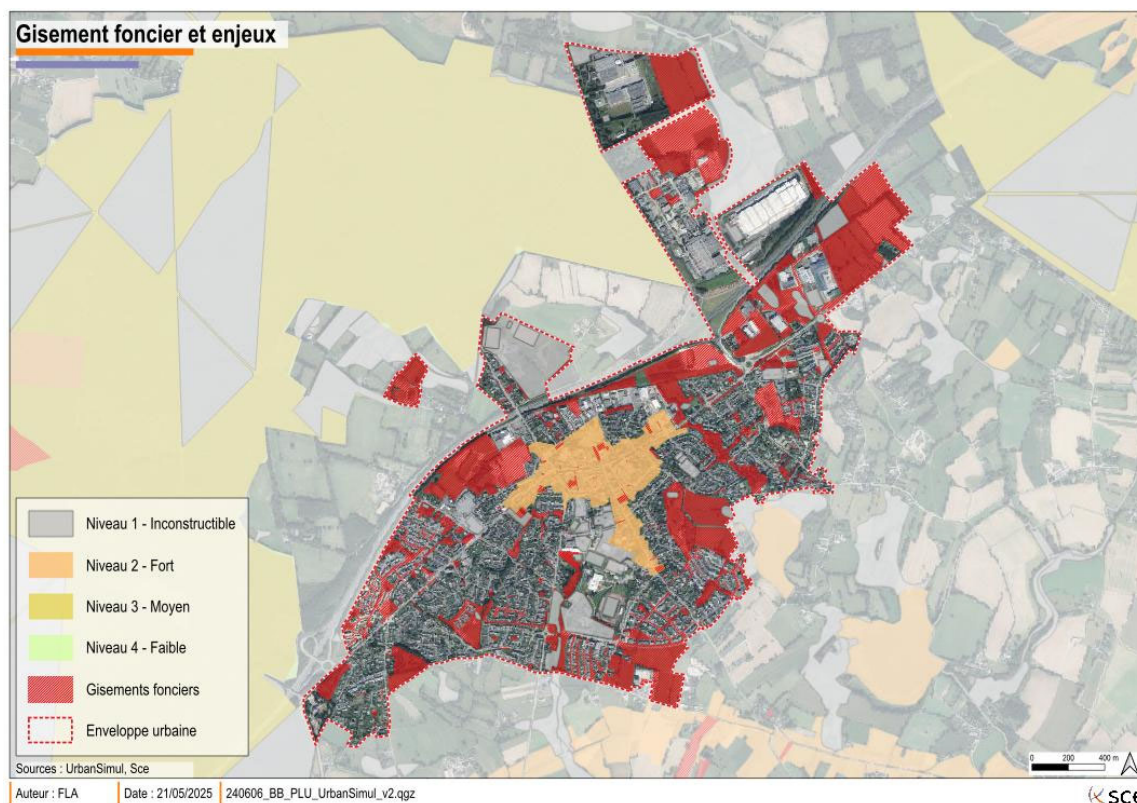 Gisement foncier et enjeux
Niveau 1 - Inconstructible
Niveau 2 - Fort
Niveau 3 - Moyen
Niveau 4 - Faible
Gisements fonciers
Enveloppe urbaine
Sources : UrbanSimul, Sce
0 200 400 m
Auteur : FLA Date : 21/05/2025 240606_BB_PLU_UrbanSimul_v2.qgz
sce